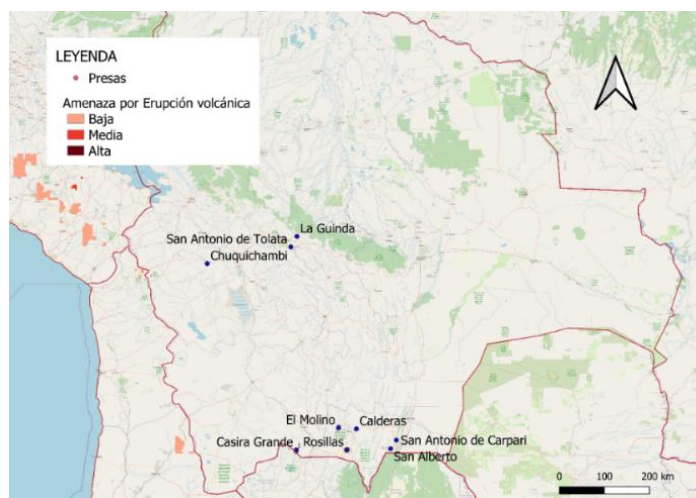 LEYENDA
Presas
Amenaza por Erupción volcánica
Baja
Media
Alta
La Guinda
San Antonio de Tolata
Chuquichambi
El Molino
Calderas
Casira Grande
Rosillas
San Antonio de Carpari
San Alberto
0 100 200 km